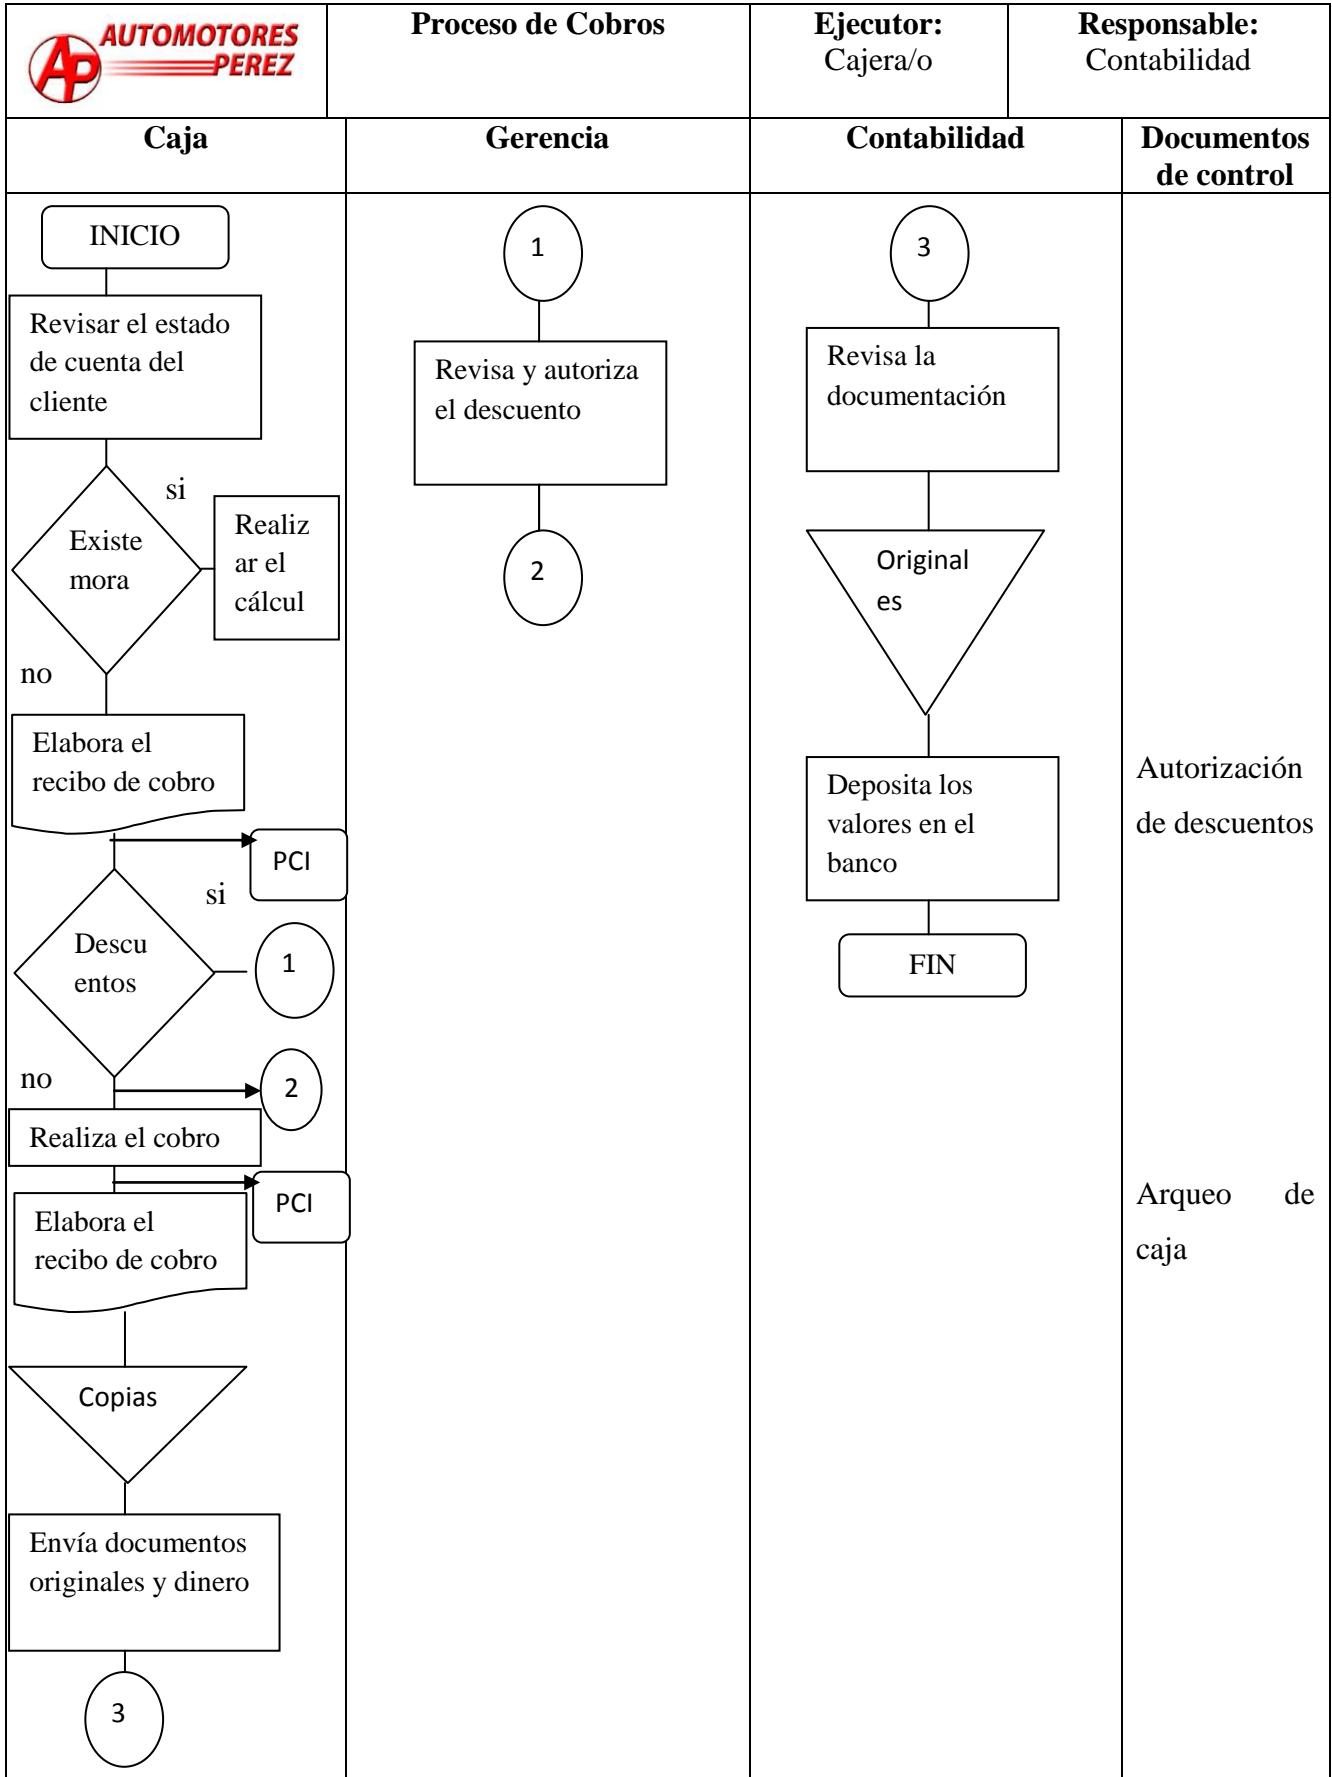 AUTOMOTORES
PEREZ
AP
Proceso de Cobros
Ejecutor:
Cajera/o
Responsable:
Contabilidad
Caja
Gerencia
Contabilidad
Documentos
de control
INICIO
Revisar el estado
de cuenta del
cliente
si
Existe
mora
Realiz
ar el
cálcul
no
Elabora el
recibo de cobro
PCI
si
Descu
entos
1
no
2
Realiza el cobro
PCI
Elabora el
recibo de cobro
Copias
Envía documentos
originales y dinero
3
1
Revisa y autoriza
el descuento
2
3
Revisa la
documentación
Original
es
Deposita los
valores en el
banco
FIN
Autorización
de descuentos
Arqueo de
caja